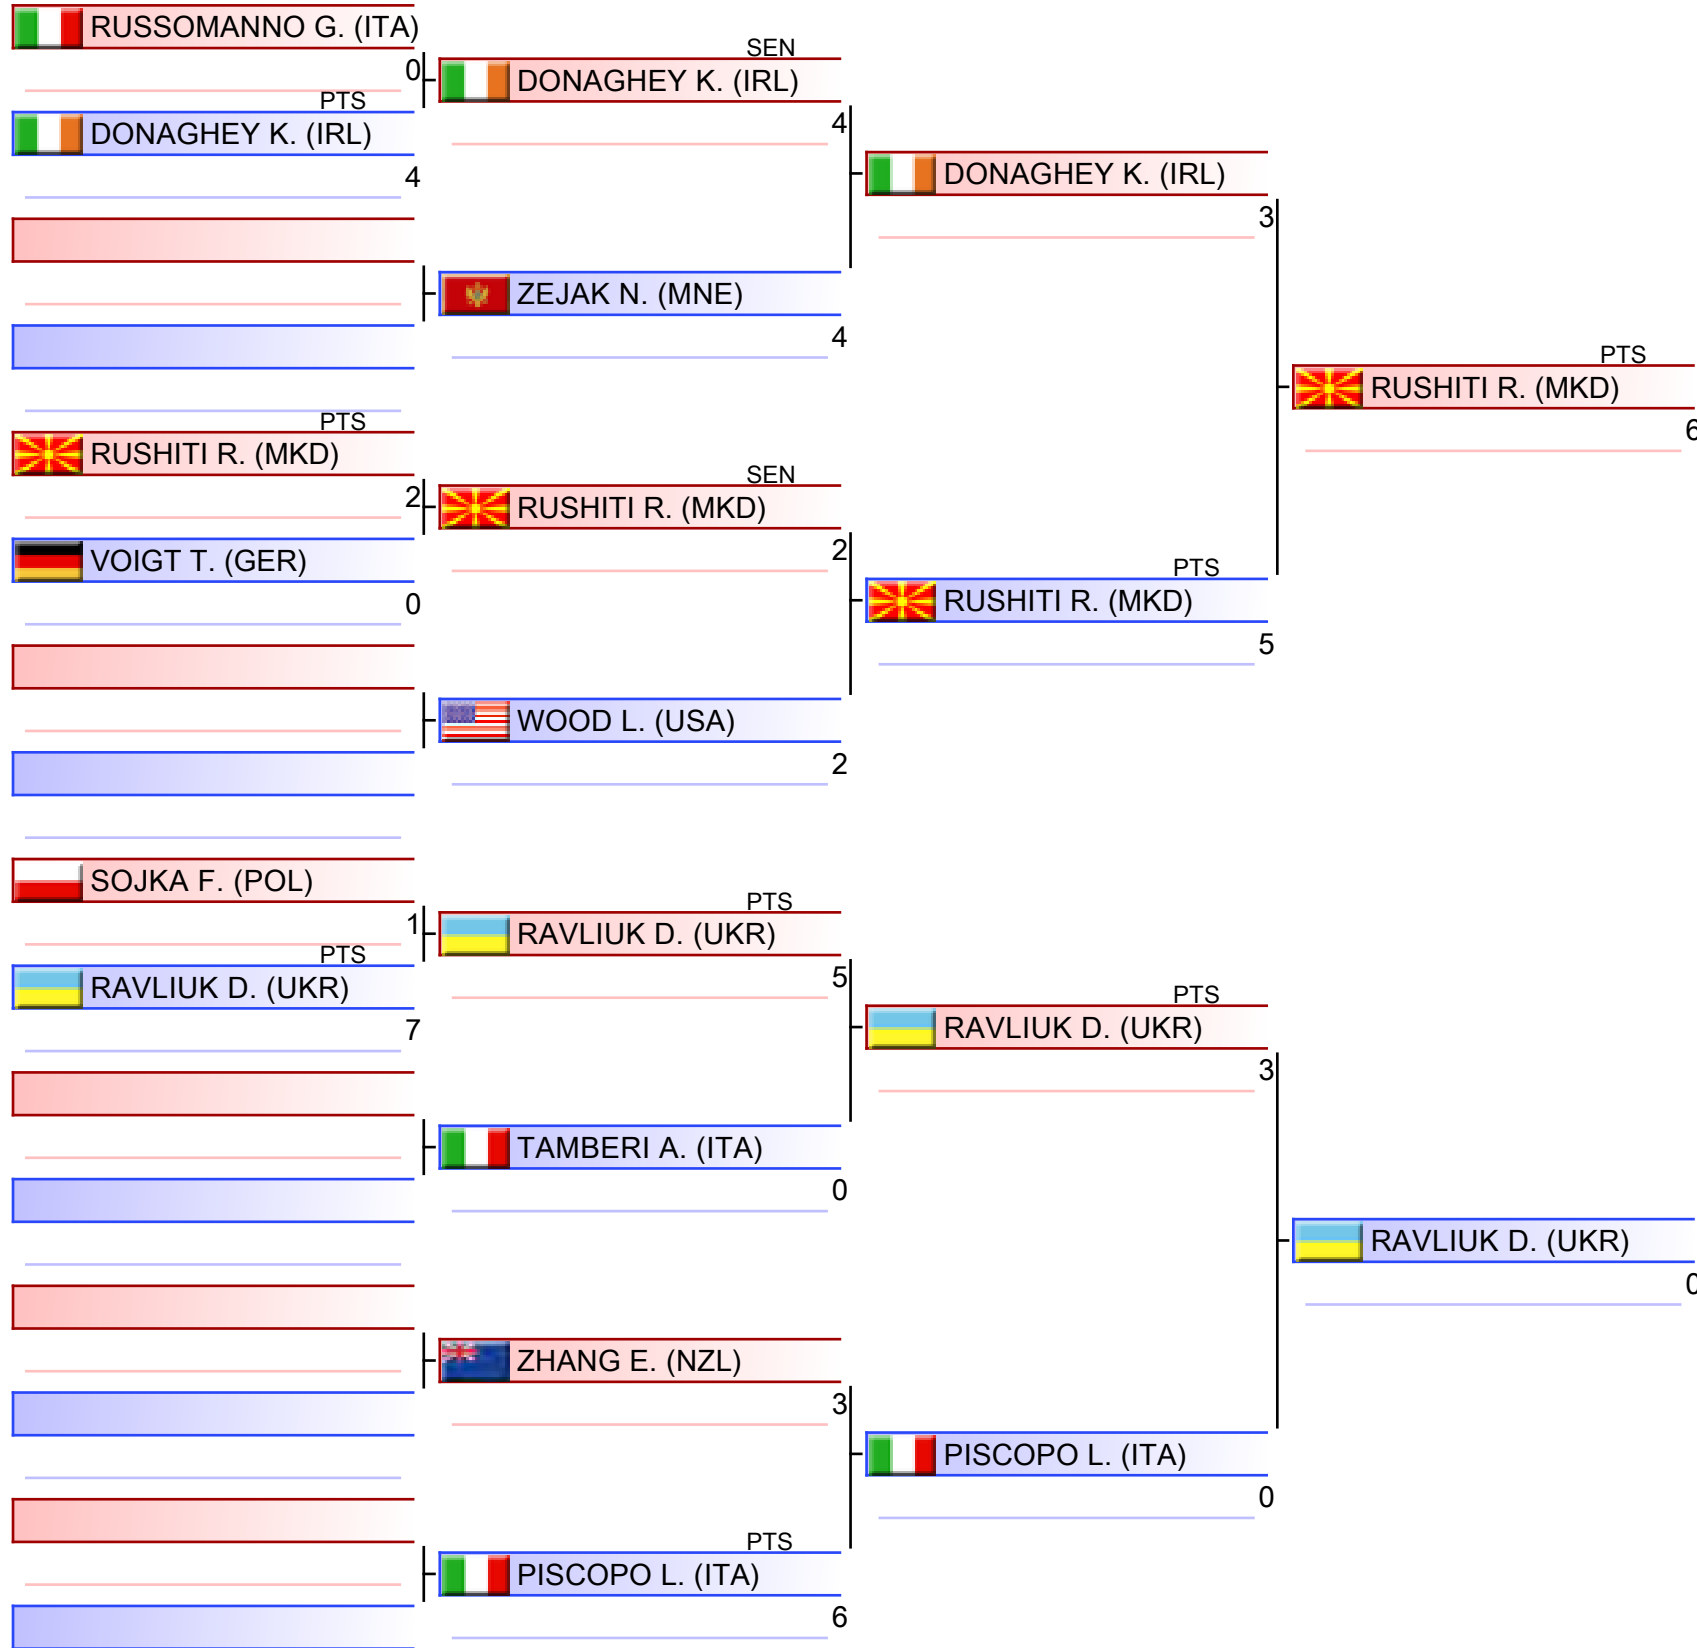 RUSSOMANNO G. (ITA)
0
PTS
DONAGHEY K. (IRL)
4
PTS
RUSHITI R. (MKD)
2
VOIGT T. (GER)
0
SOJKA F. (POL)
1
PTS
RAVLIUK D. (UKR)
7
SEN
DONAGHEY K. (IRL)
4
ZEJAK N. (MNE)
4
SEN
RUSHITI R. (MKD)
2
WOOD L. (USA)
2
PTS
RAVLIUK D. (UKR)
5
TAMBERI A. (ITA)
0
ZHANG E. (NZL)
3
PTS
PISCOPO L. (ITA)
6
DONAGHEY K. (IRL)
3
PTS
RUSHITI R. (MKD)
5
PTS
RAVLIUK D. (UKR)
3
PISCOPO L. (ITA)
0
PTS
RUSHITI R. (MKD)
6
RAVLIUK D. (UKR)
0